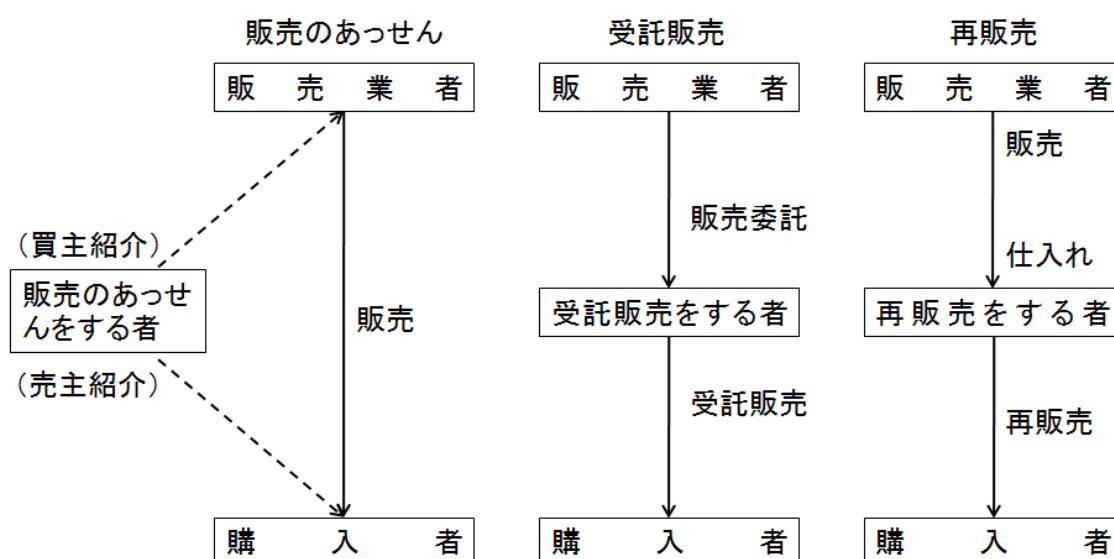 販売のあっせん
販売業者
(買主紹介)
販売のあっせ
んをする者
(売主紹介)
販売
購入者
受託販売
販売業者
販売委託
受託販売をする者
受託販売
購入者
再販売
販売業者
販売
仕入れ
再販売をする者
再販売
購入者